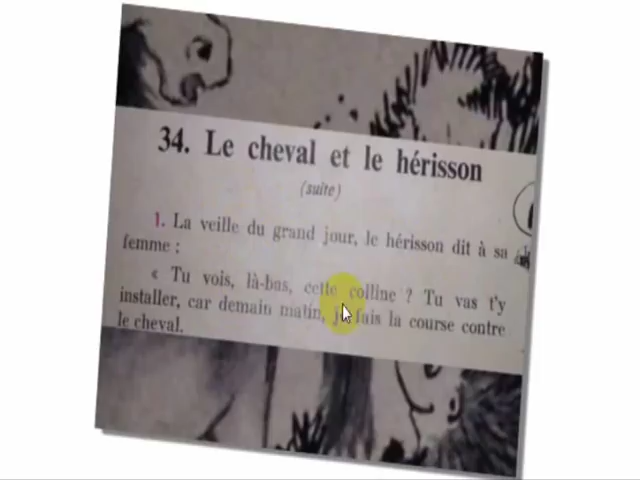 34. Le cheval et le hérisson
(suite)
1. La veille du grand jour, le hérisson dit à sa
femme :
« Tu vois, là-bas, cette colline ? Tu vas t'y
installer, car demain matin, je fais la course contre
le cheval.